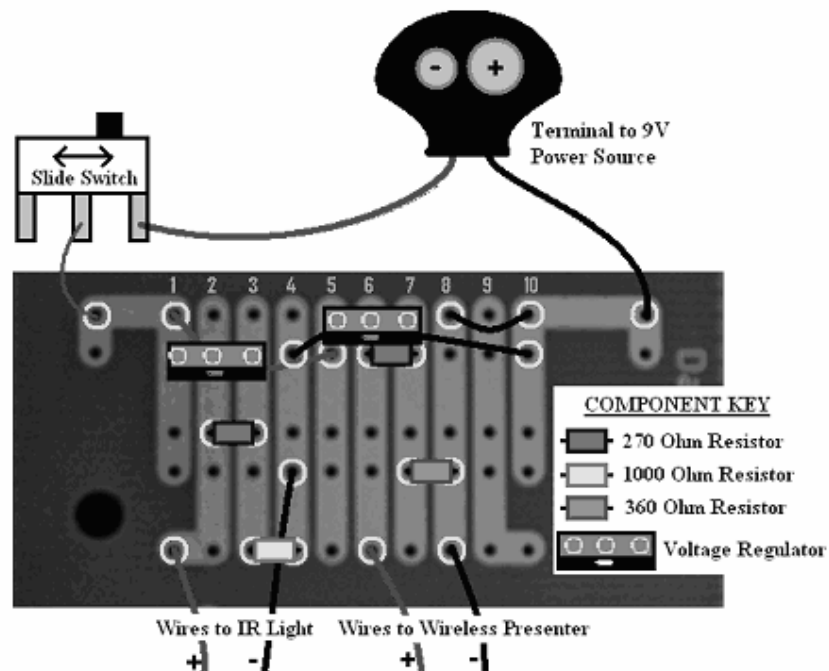 - +
Terminal to 9V
Power Source
Slide Switch
1 2 3 4 5 6 7 8 9 10
COMPONENT KEY
270 Ohm Resistor
1000 Ohm Resistor
360 Ohm Resistor
Voltage Regulator
Wires to IR Light
Wires to Wireless Presenter
+ - + -